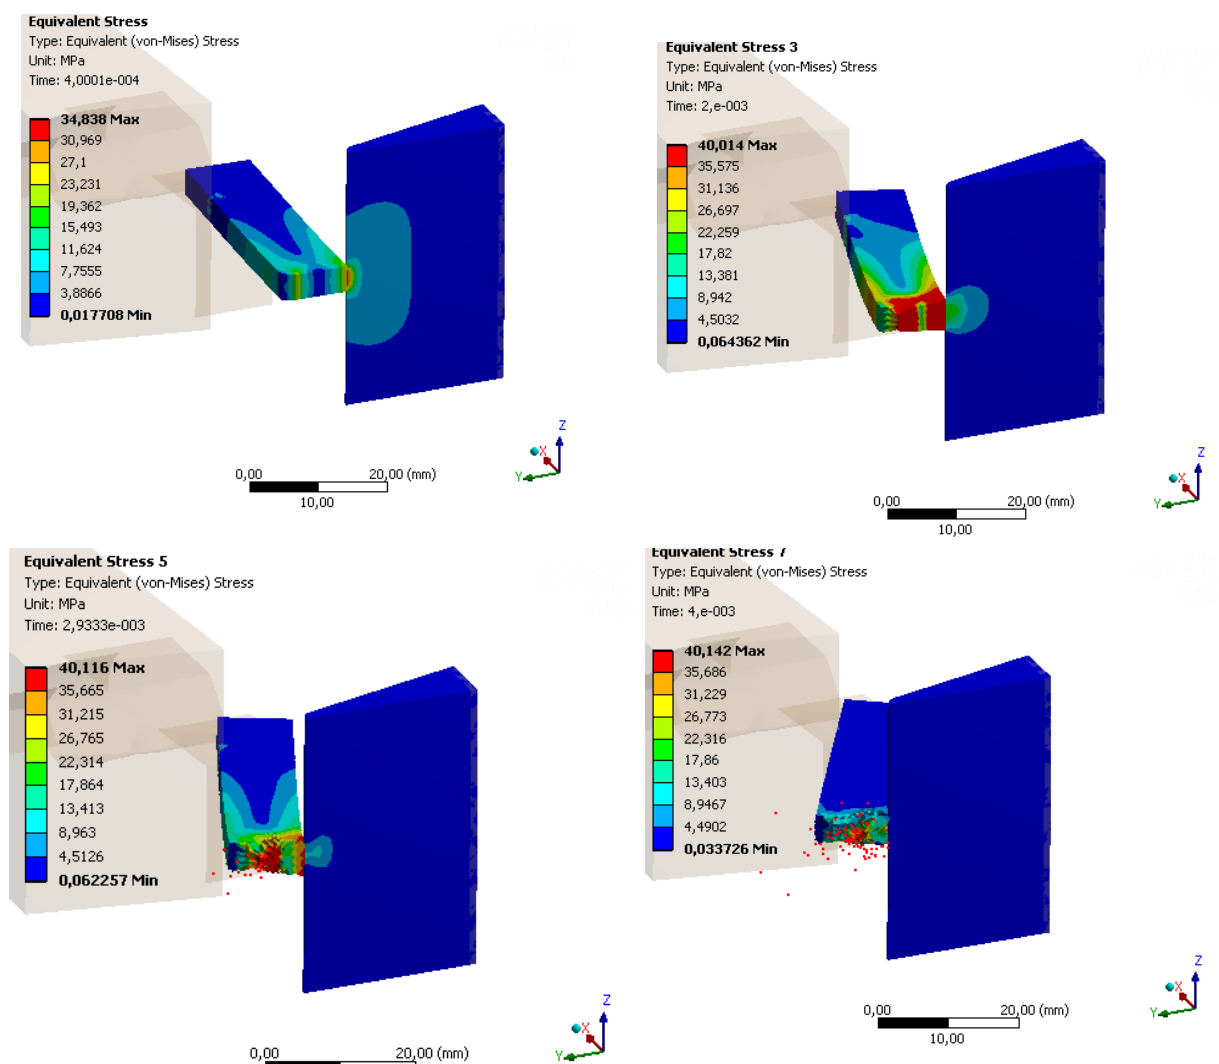 Equivalent Stress
Type: Equivalent (von-Mises) Stress
Unit: MPa
Time: 4,0001e-004
34,838 Max
30,969
27,1
23,231
19,362
15,493
11,624
7,7555
3,8866
0,017708 Min
Z
X
Y
0,00
20,00 (mm)
10,00
Equivalent Stress 3
Type: Equivalent (von-Mises) Stress
Unit: MPa
Time: 2,e-003
40,014 Max
35,575
31,136
26,697
22,259
17,82
13,381
8,942
4,5032
0,064362 Min
Z
X
Y
0,00
20,00 (mm)
10,00
Equivalent Stress 5
Type: Equivalent (von-Mises) Stress
Unit: MPa
Time: 2,9333e-003
40,116 Max
35,665
31,215
26,765
22,314
17,864
13,413
8,963
4,5126
0,062257 Min
Z
X
Y
0,00
20,00 (mm)
Equivalent Stress 7
Type: Equivalent (von-Mises) Stress
Unit: MPa
Time: 4,e-003
40,142 Max
35,686
31,229
26,773
22,316
17,86
13,403
8,9467
4,4902
0,033726 Min
Z
X
Y
0,00
20,00 (mm)
10,00